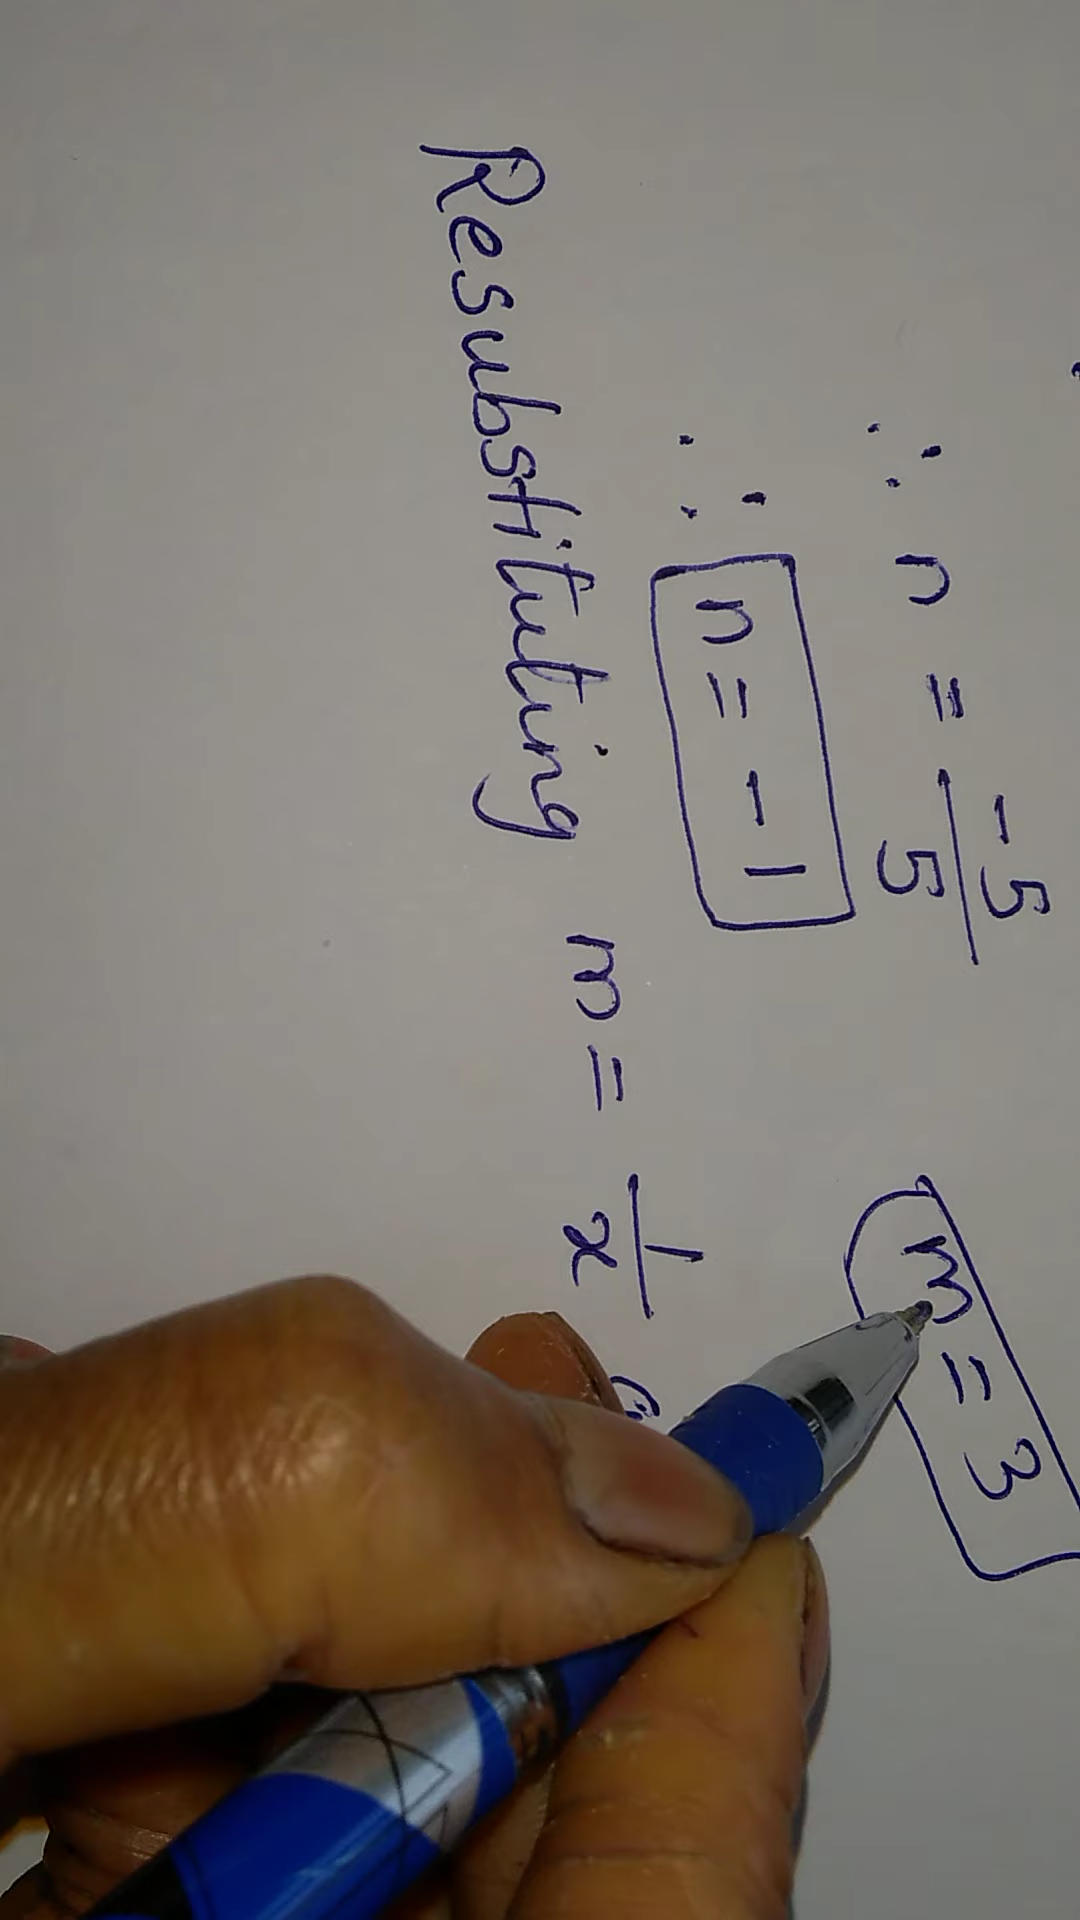 ∴ n = -5/5
m = 3
∴ n = -1
Resubstituting m = 1/x